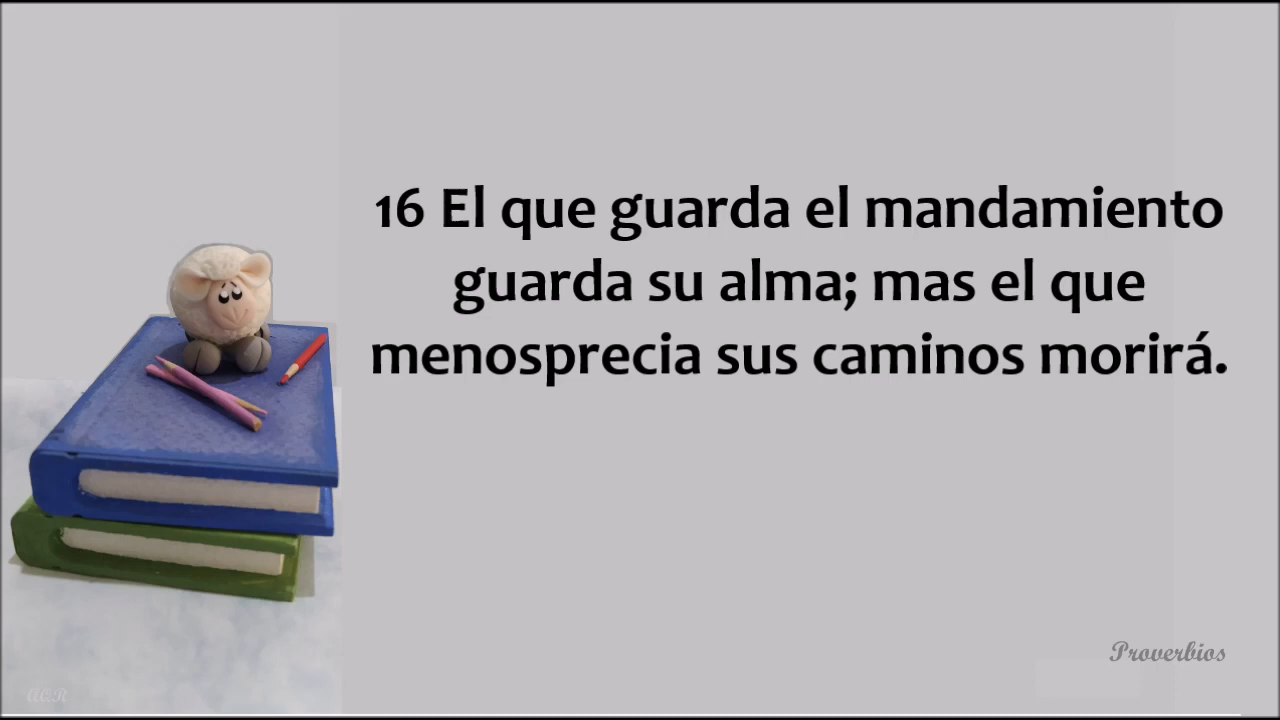 16 El que guarda el mandamiento
guarda su alma; mas el que
menosprecia sus caminos morirá.
Proverbios